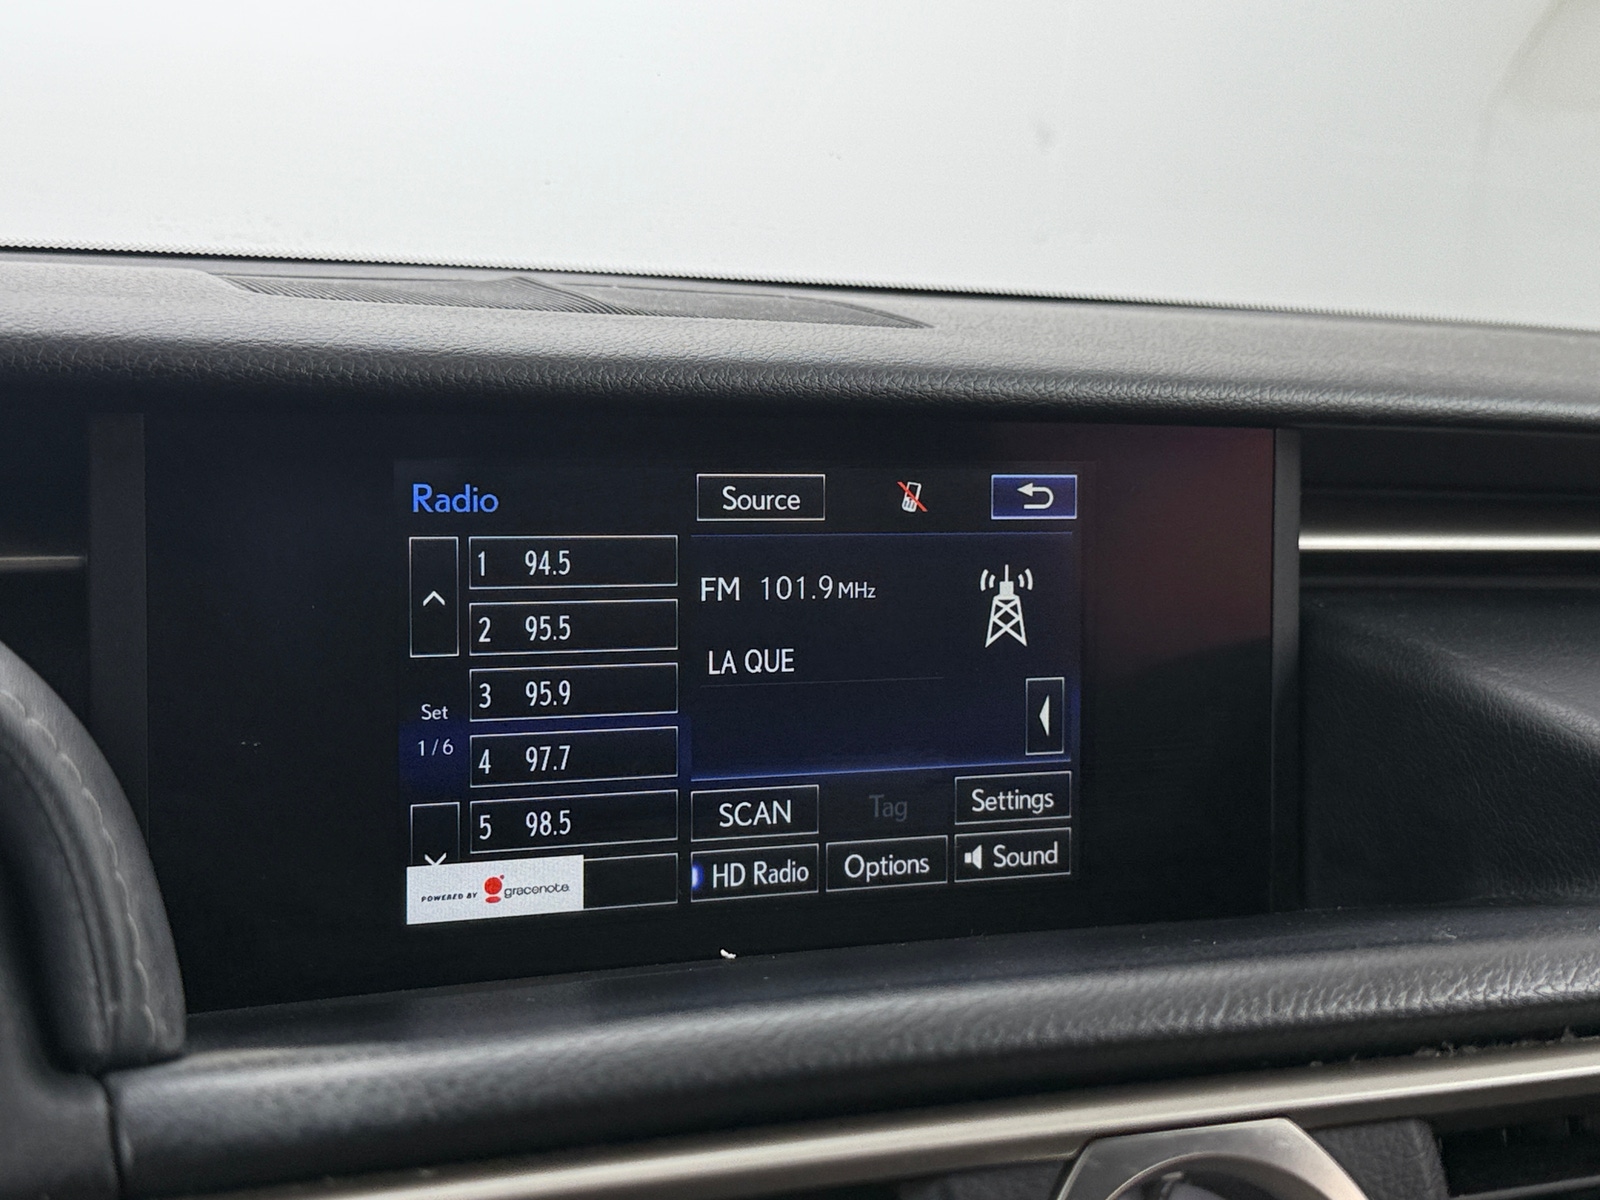 Radio
Source
1 94.5
2 95.5
3 95.9
4 97.7
5 98.5
Set
1/6
FM 101.9 MHz
LA QUE
SCAN
Tag
Settings
HD Radio
Options
Sound
POWERED BY gracenote